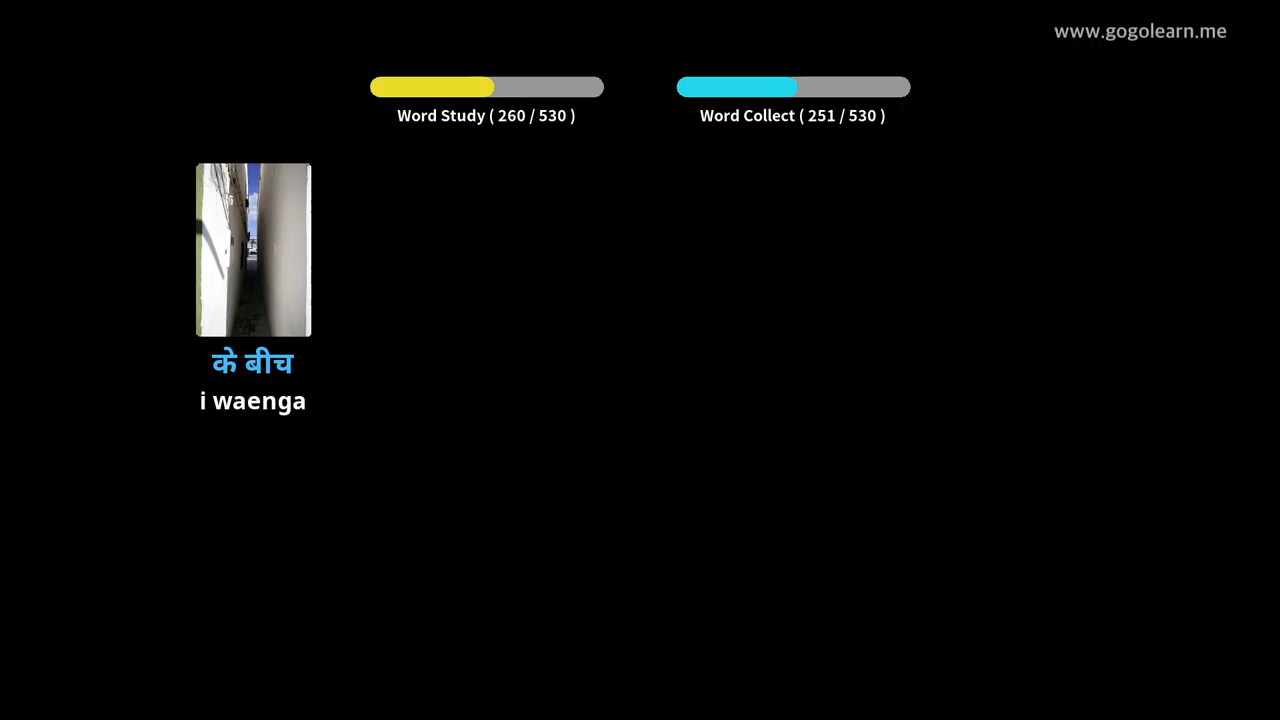 www.gogolearn.me
Word Study ( 260 / 530 )
Word Collect ( 251 / 530 )
के बीच
i waenga